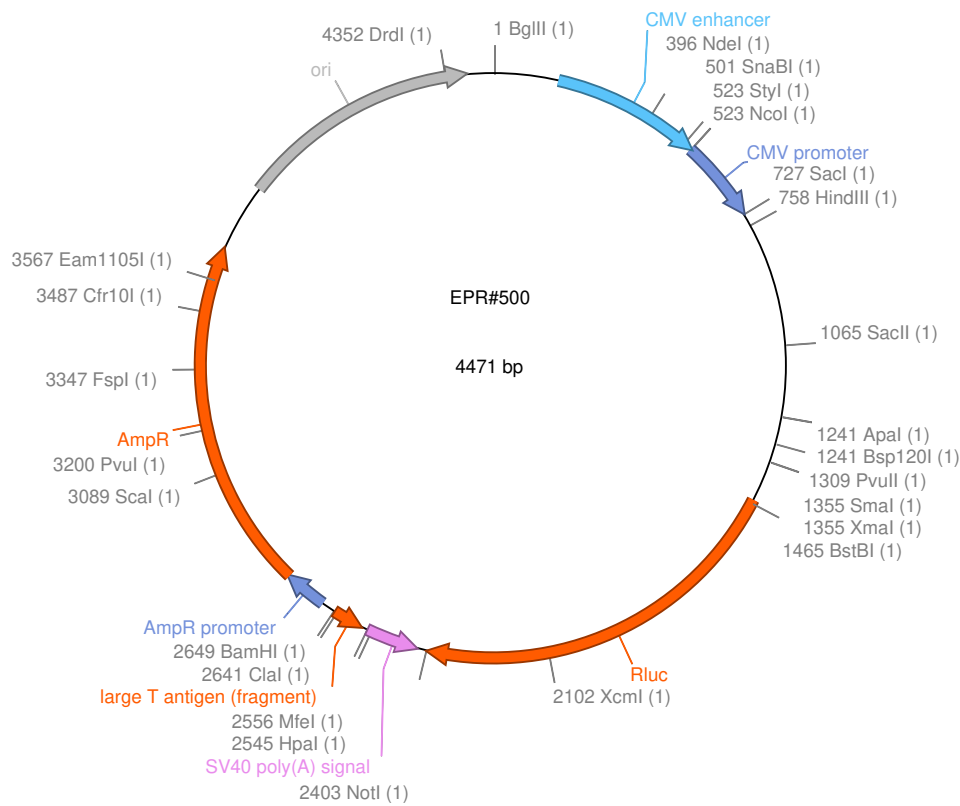 CMV enhancer
4352 DrdI (1)
1 BglII (1)
396 NdeI (1)
501 SnaBI (1)
ori
523 StyI (1)
523 NcoI (1)
CMV promoter
727 SacI (1)
758 HindIII (1)
3567 Eam1105I (1)
3487 Cfr10I (1)
EPR#500
1065 SacII (1)
4471 bp
3347 FspI (1)
AmpR
1241 ApaI (1)
1241 Bsp120I (1)
3200 PvuI (1)
1309 PvuII (1)
3089 ScaI (1)
1355 SmaI (1)
1355 XmaI (1)
1465 BstBI (1)
AmpR promoter
2649 BamHI (1)
2641 ClaI (1)
Rluc
large T antigen (fragment)
2102 XcmI (1)
2556 MfeI (1)
2545 HpaI (1)
SV40 poly(A) signal
2403 NotI (1)